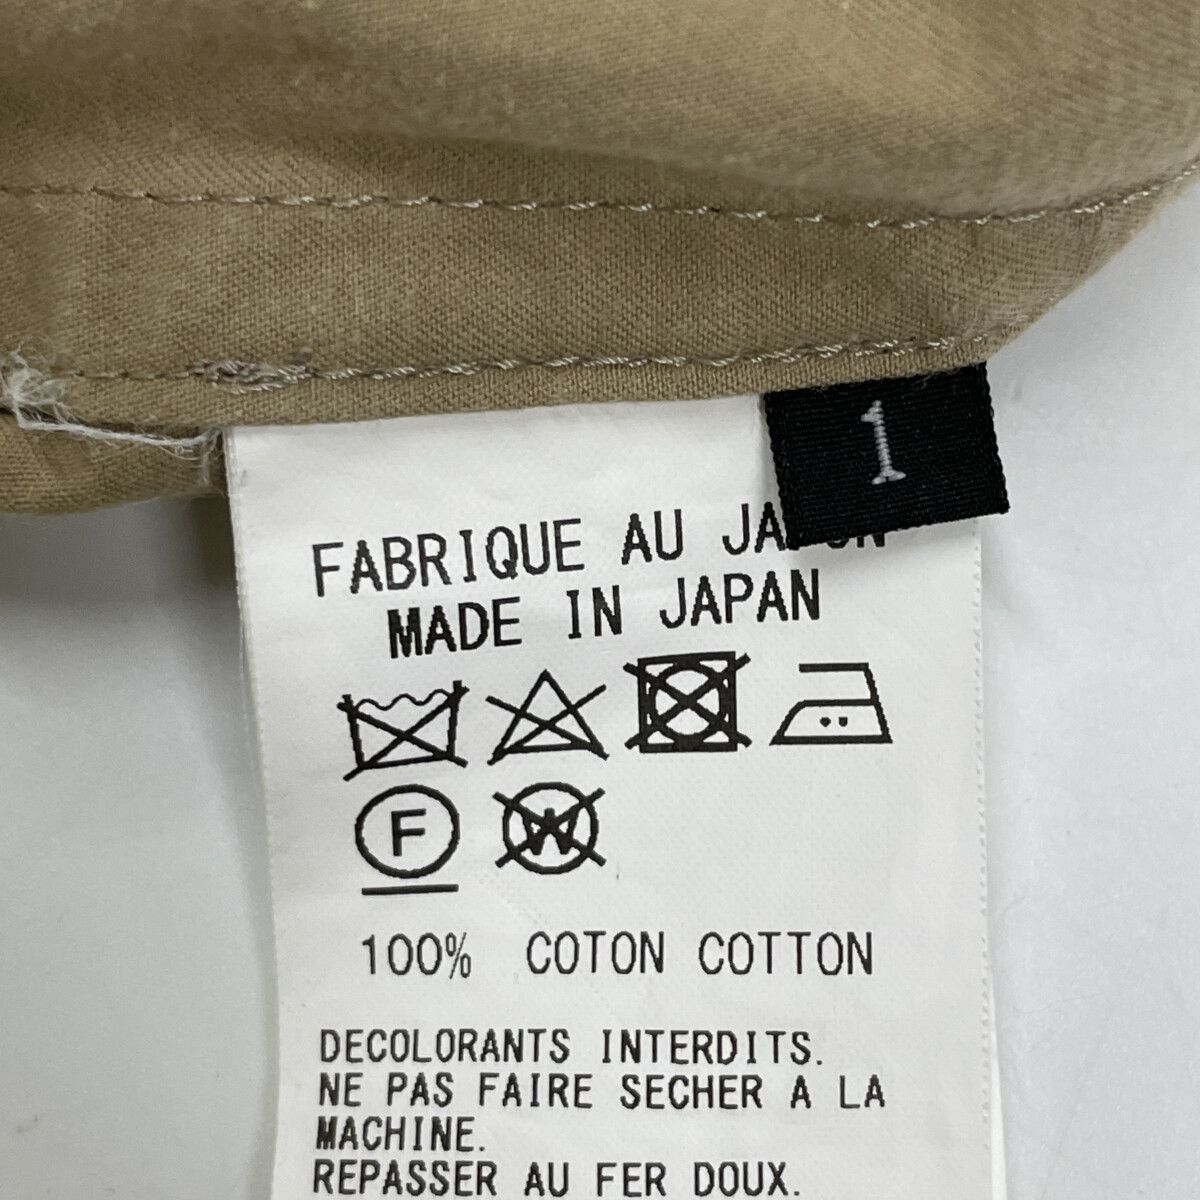 1
FABRIQUE AU
MADE IN JAPAN
F W
100% COTON COTTON
DECOLORANTS INTERDITS.
NE PAS FAIRE SECHER A LA
MACHINE.
REPASSER AU FER DOUX.